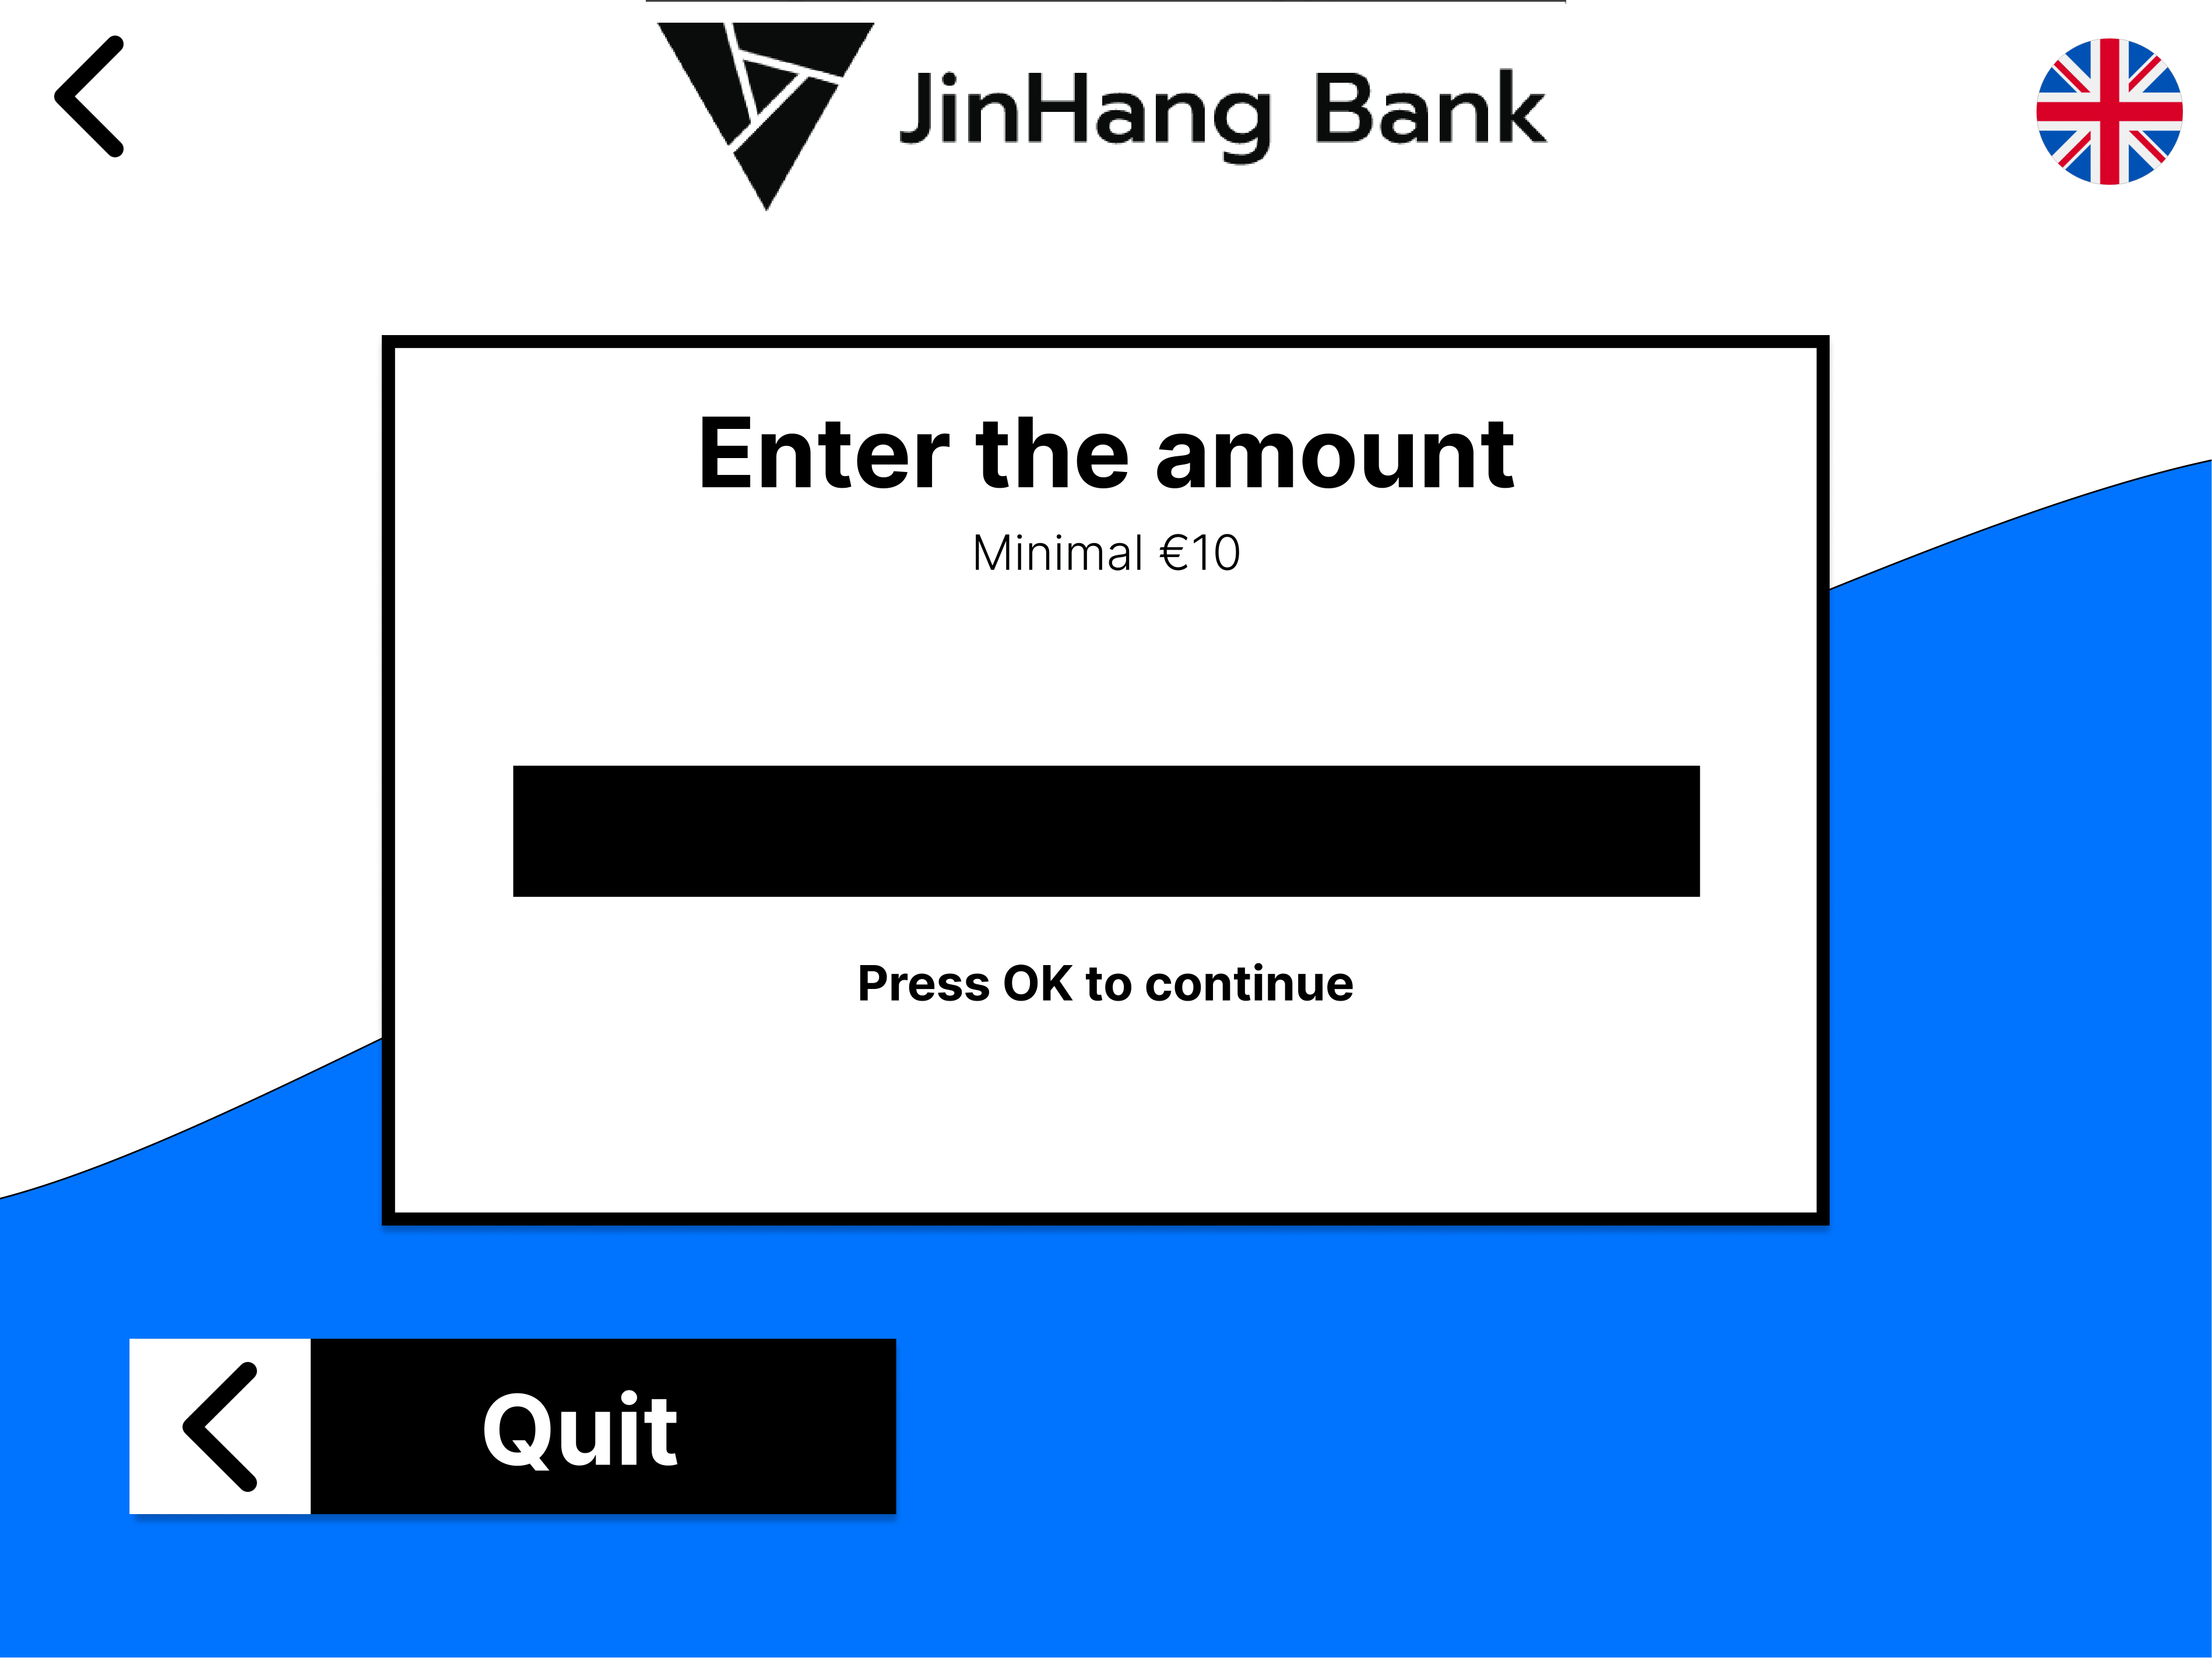 JinHang Bank
Enter the amount
Minimal €10
Press OK to continue
Quit